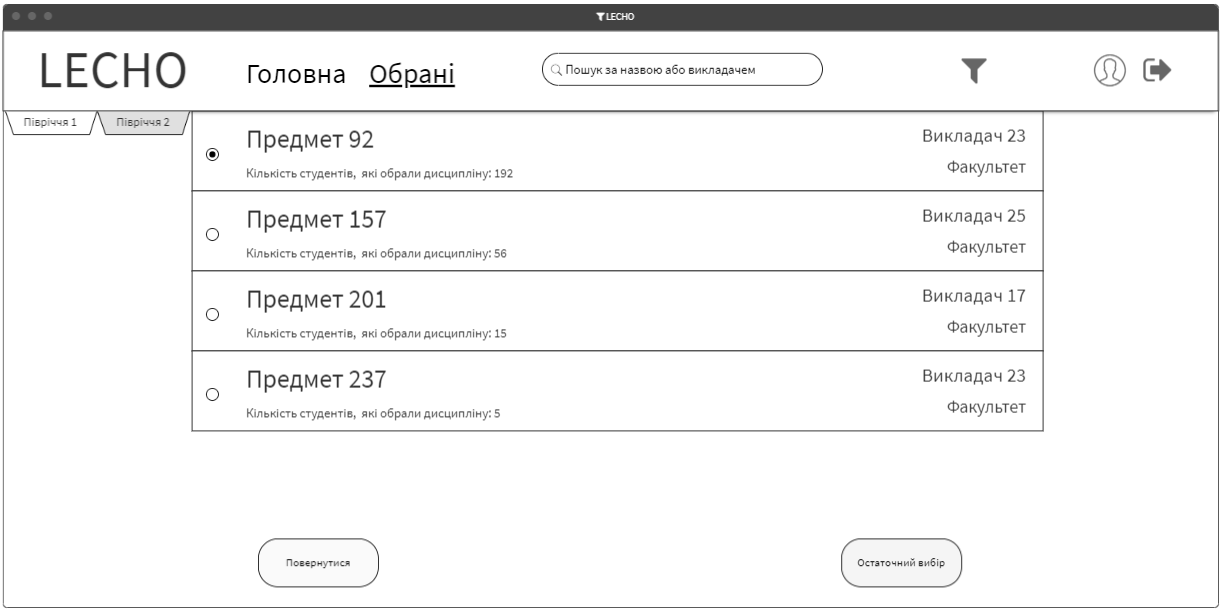 LECHO
LECHO
Головна Обрані
Пошук за назвою або викладачем
Півріччя 1
Півріччя 2
Предмет 92
Викладач 23
Кількість студентів, які обрали дисципліну: 192
Факультет
Предмет 157
Викладач 25
Кількість студентів, які обрали дисципліну: 56
Факультет
Предмет 201
Викладач 17
Кількість студентів, які обрали дисципліну: 15
Факультет
Предмет 237
Викладач 23
Кількість студентів, які обрали дисципліну: 5
Факультет
Повернутися
Остаточний вибір